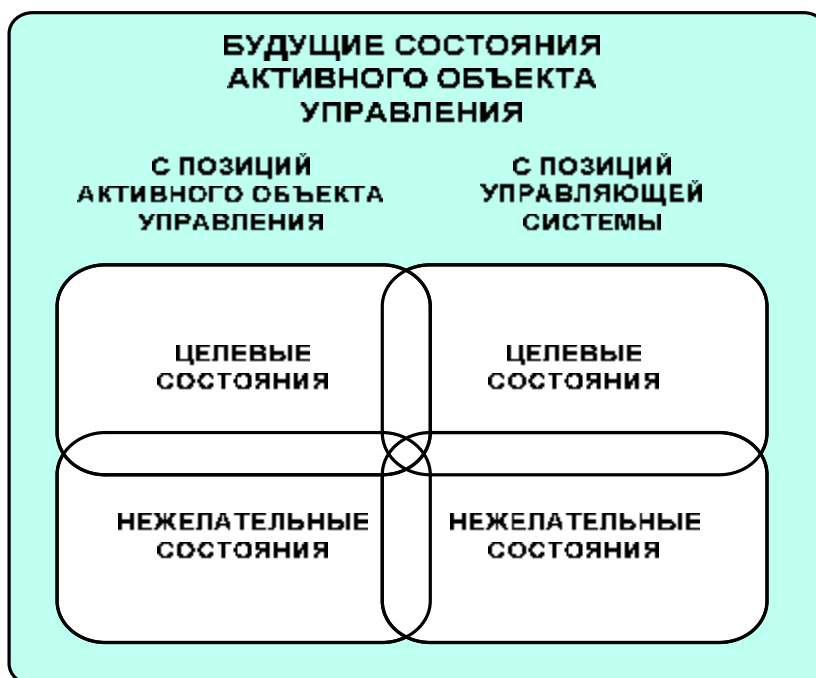 БУДУЩИЕ СОСТОЯНИЯ
АКТИВНОГО ОБЪЕКТА
УПРАВЛЕНИЯ
С ПОЗИЦИЙ
АКТИВНОГО ОБЪЕКТА
УПРАВЛЕНИЯ
С ПОЗИЦИЙ
УПРАВЛЯЮЩЕЙ
СИСТЕМЫ
ЦЕЛЕВЫЕ
СОСТОЯНИЯ
ЦЕЛЕВЫЕ
СОСТОЯНИЯ
НЕЖЕЛАТЕЛЬНЫЕ
СОСТОЯНИЯ
НЕЖЕЛАТЕЛЬНЫЕ
СОСТОЯНИЯ